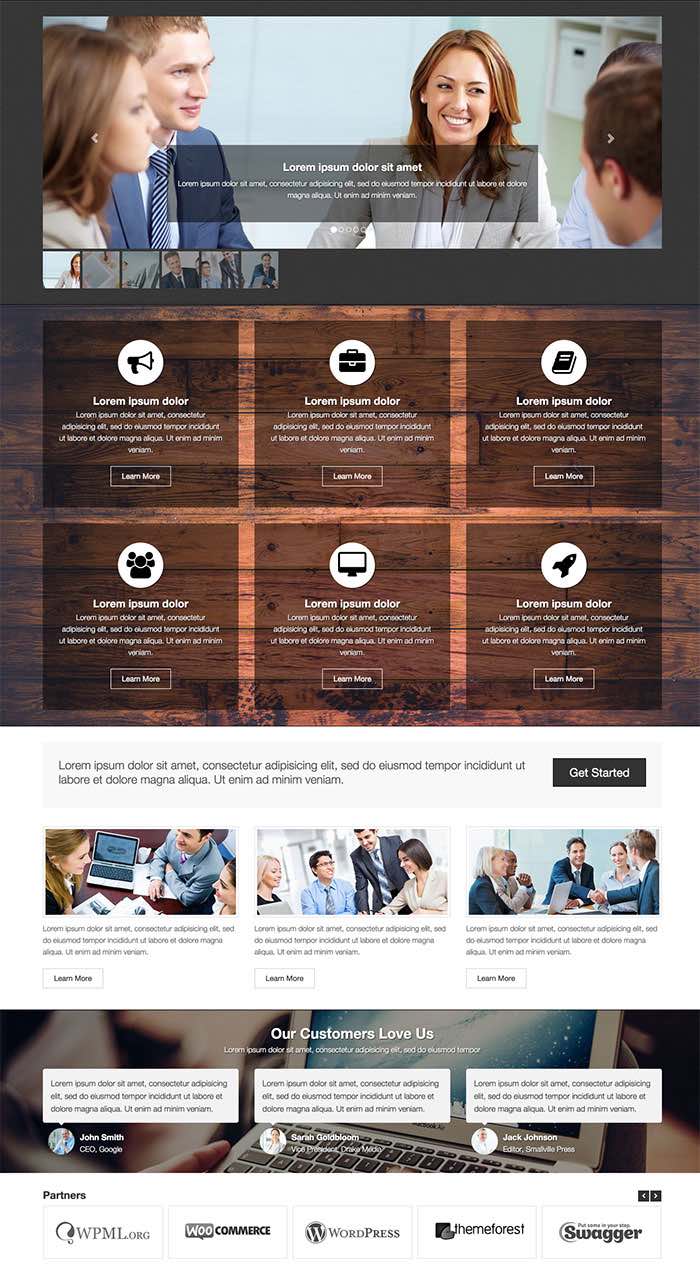 Lorem ipsum dolor sit amet
Lorem ipsum dolor sit amet, consectetur adipisicing elit, sed do eiusmod tempor incididunt ut labore et dolore
magna aliqua. Ut enim ad minim veniam.
Lorem ipsum dolor
Lorem ipsum dolor sit amet, consectetur
adipisicing elit, sed do eiusmod tempor incididunt
ut labore et dolore magna aliqua. Ut enim ad minim
veniam.
Learn More
Lorem ipsum dolor
Lorem ipsum dolor sit amet, consectetur
adipisicing elit, sed do eiusmod tempor incididunt
ut labore et dolore magna aliqua. Ut enim ad minim
veniam.
Learn More
Lorem ipsum dolor
Lorem ipsum dolor sit amet, consectetur
adipisicing elit, sed do eiusmod tempor incididunt
ut labore et dolore magna aliqua. Ut enim ad minim
veniam.
Learn More
Lorem ipsum dolor
Lorem ipsum dolor sit amet, consectetur
adipisicing elit, sed do eiusmod tempor incididunt
ut labore et dolore magna aliqua. Ut enim ad minim
veniam.
Learn More
Lorem ipsum dolor
Lorem ipsum dolor sit amet, consectetur
adipisicing elit, sed do eiusmod tempor incididunt
ut labore et dolore magna aliqua. Ut enim ad minim
veniam.
Learn More
Lorem ipsum dolor
Lorem ipsum dolor sit amet, consectetur
adipisicing elit, sed do eiusmod tempor incididunt
ut labore et dolore magna aliqua. Ut enim ad minim
veniam.
Learn More
Lorem ipsum dolor sit amet, consectetur adipisicing elit, sed do eiusmod tempor incididunt ut
labore et dolore magna aliqua. Ut enim ad minim veniam.
Get Started
Lorem ipsum dolor sit amet, consectetur adipisicing elit, sed
do eiusmod tempor incididunt ut labore et dolore magna
aliqua. Ut enim ad minim veniam.
Learn More
Lorem ipsum dolor sit amet, consectetur adipisicing elit, sed
do eiusmod tempor incididunt ut labore et dolore magna
aliqua. Ut enim ad minim veniam.
Learn More
Lorem ipsum dolor sit amet, consectetur adipisicing elit, sed
do eiusmod tempor incididunt ut labore et dolore magna
aliqua. Ut enim ad minim veniam.
Learn More
Our Customers Love Us
Lorem ipsum dolor sit amet, consectetur adipisicing elit, sed do eiusmod tempor
Lorem ipsum dolor sit amet, consectetur adipisicing
elit, sed do eiusmod tempor incididunt ut labore et
dolore magna aliqua. Ut enim ad minim veniam.
John Smith
CEO, Google
Lorem ipsum dolor sit amet, consectetur adipisicing
elit, sed do eiusmod tempor incididunt ut labore et
dolore magna aliqua. Ut enim ad minim veniam.
MacBook Air
Sarah Goldbloom
Vice President, Drake Media
Lorem ipsum dolor sit amet, consectetur adipisicing
elit, sed do eiusmod tempor incididunt ut labore et
dolore magna aliqua. Ut enim ad minim veniam.
Jack Johnson
Editor, Smallville Press
Partners
WPML.ORG
WOO COMMERCE
WORDPRESS
themeforest
Put some in your step.
Swagger